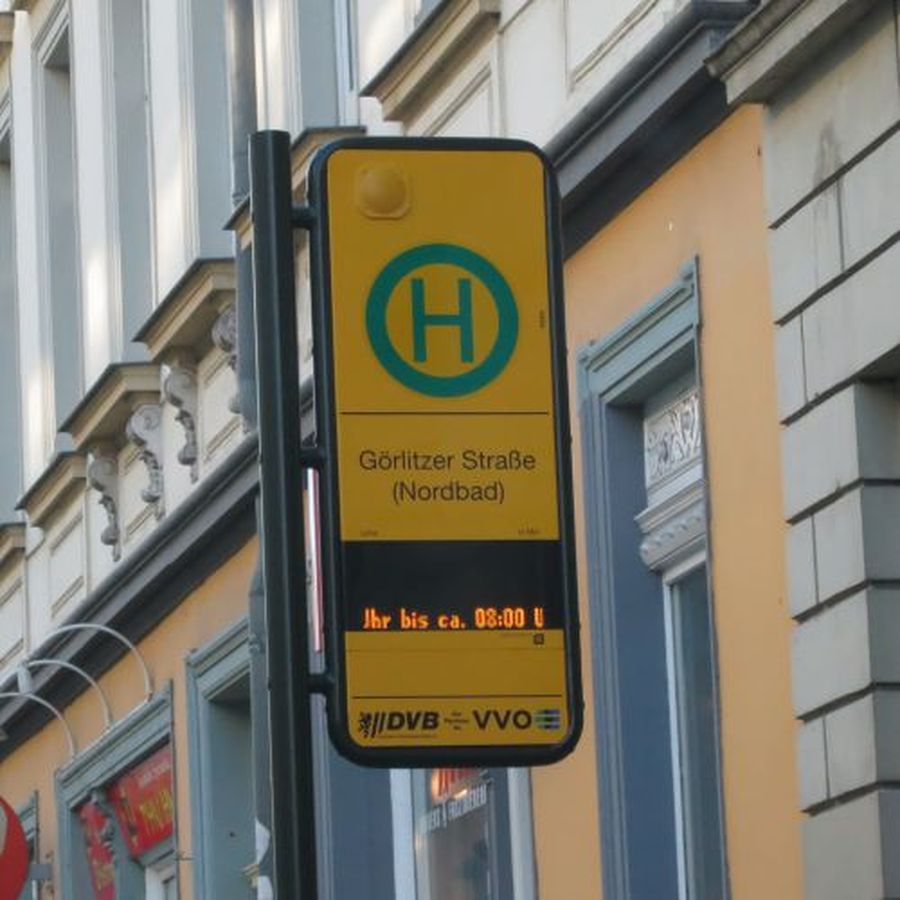 H
Görlitzer Straße
(Nordbad)
Jhr bis ca. 08:00 U
DVB VVO